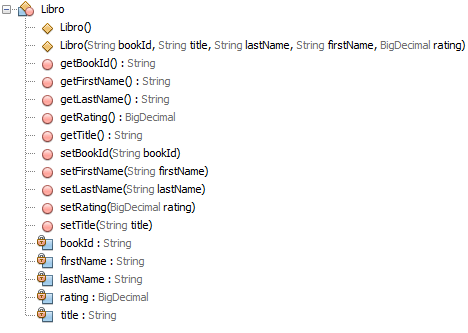 Libro
Libro()
Libro(String bookId, String title, String lastName, String firstName, BigDecimal rating)
getBookId() : String
getFirstName() : String
getLastName() : String
getRating() : BigDecimal
getTitle() : String
setBookId(String bookId)
setFirstName(String firstName)
setLastName(String lastName)
setRating(BigDecimal rating)
setTitle(String title)
bookId : String
firstName : String
lastName : String
rating : BigDecimal
title : String